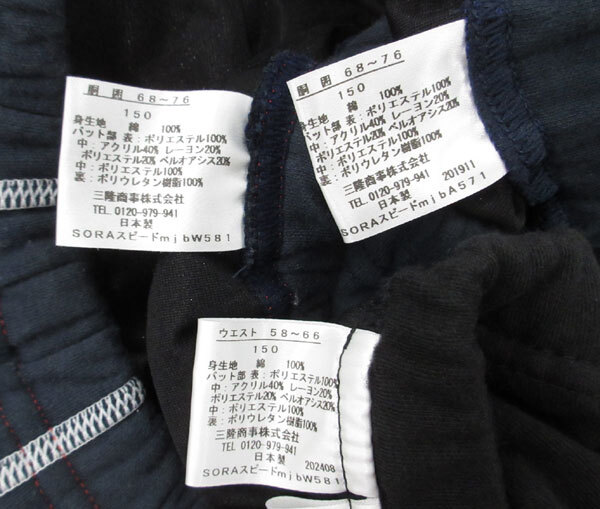 胴 囲 68～76
150
身生地 綿 100%
パット部 表：ポリエステル100%
中：アクリル40% レーヨン20%
ポリエステル20% ベルオアシス20%
中：ポリエステル100%
裏：ポリウレタン樹脂100%
三隆商事株式会社
TEL 0120-979-941
日本製
SORAスピードmjbW581
胴 囲 68～76
150
身生地 綿 100%
パット部 表：ポリエステル100%
中：アクリル40% レーヨン20%
ポリエステル20% ベルオアシス20%
中：ポリエステル100%
裏：ポリウレタン樹脂100%
三隆商事株式会社
TEL 0120-979-941
日本製 201911
SORAスピードmjbA571
ウエスト 58～66
150
身生地 綿 100%
パット部 表：ポリエステル100%
中：アクリル40% レーヨン20%
ポリエステル20% ベルオアシス20%
中：ポリエステル100%
裏：ポリウレタン樹脂100%
三隆商事株式会社
TEL 0120-979-941
日本製 202408
SORAスピードmjbW581